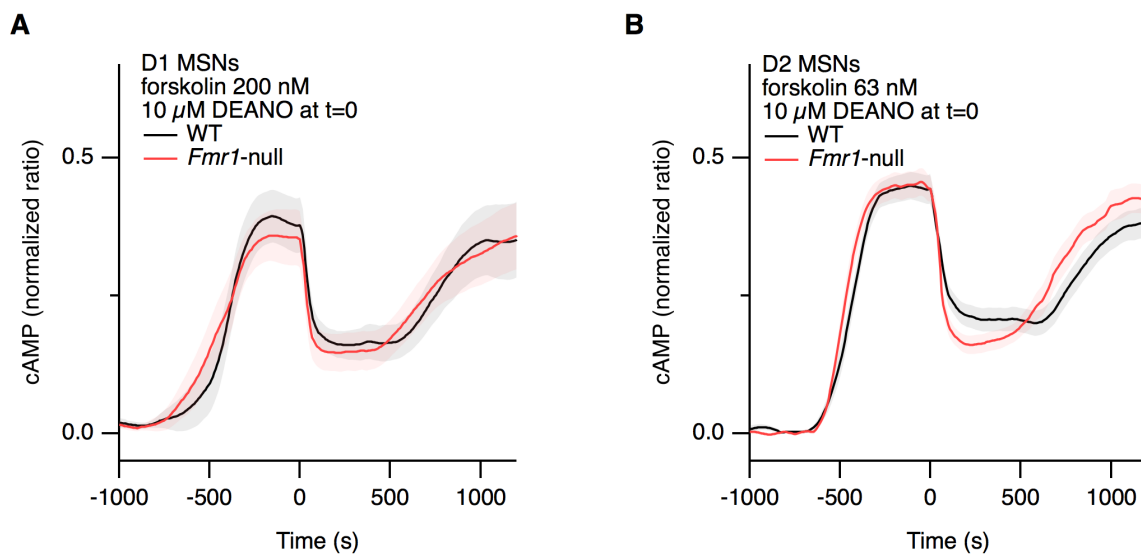 A
D1 MSNs
forskolin 200 nM
10 µM DEANO at t=0
WT
Fmr1-null
cAMP (normalized ratio)
0.5
0.0
-1000
-500
0
500
1000
Time (s)
B
D2 MSNs
forskolin 63 nM
10 µM DEANO at t=0
WT
Fmr1-null
cAMP (normalized ratio)
0.5
0.0
-1000
-500
0
500
1000
Time (s)